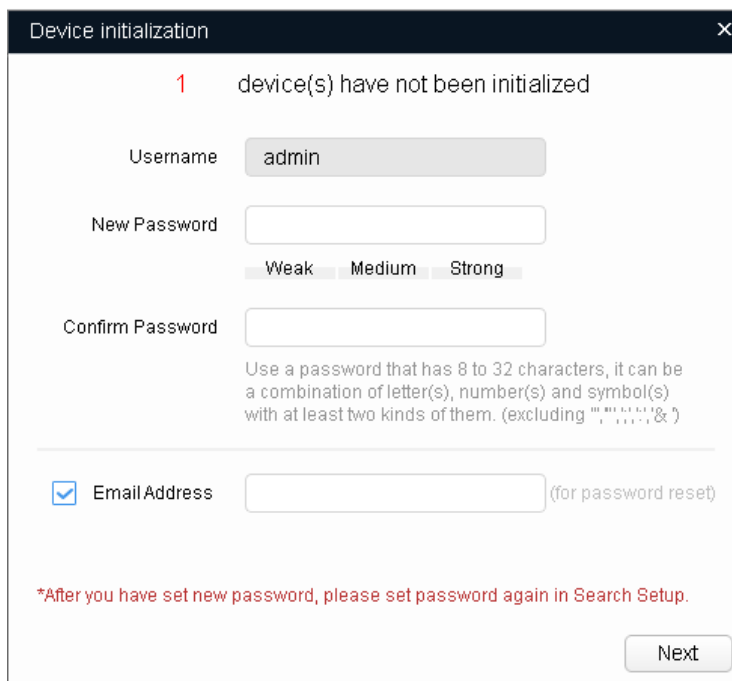 Device initialization
1 device(s) have not been initialized
Username admin
New Password
Weak Medium Strong
Confirm Password
Use a password that has 8 to 32 characters, it can be
a combination of letter(s), number(s) and symbol(s)
with at least two kinds of them. (excluding
Email Address (for password reset)
*After you have set new password, please set password again in Search Setup.
Next